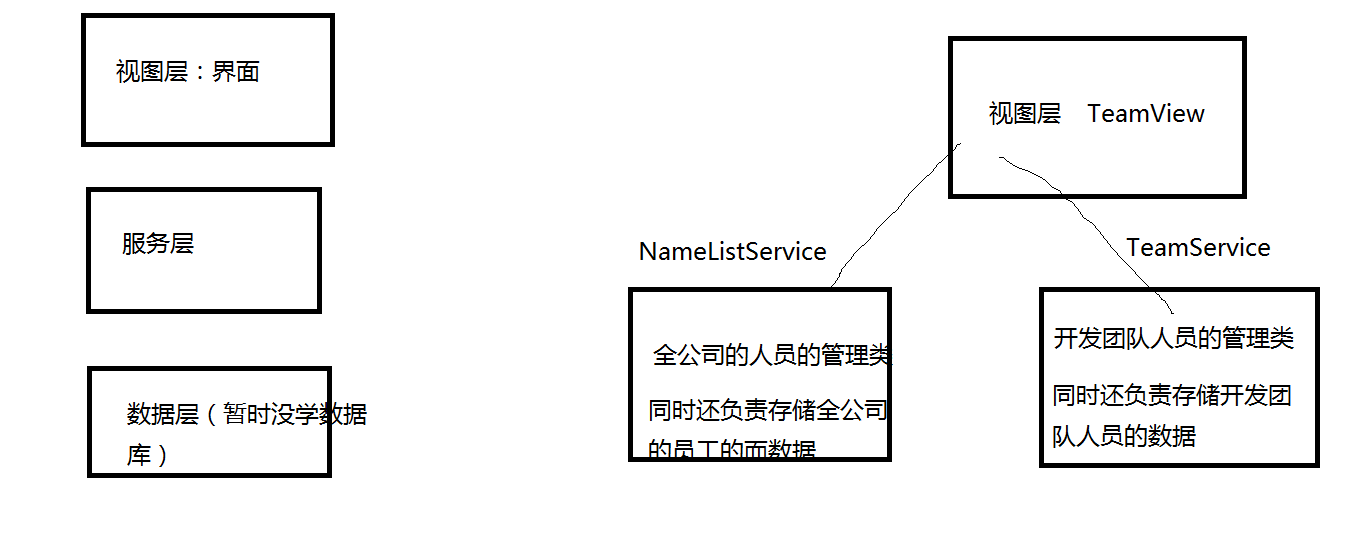 视图层：界面
服务层
数据层（暂时没学数据
库）
视图层 TeamView
NameListService
全公司的人员的管理类
同时还负责存储全公司
的员工的而数据
TeamService
开发团队人员的管理类
同时还负责存储开发团
队人员的数据